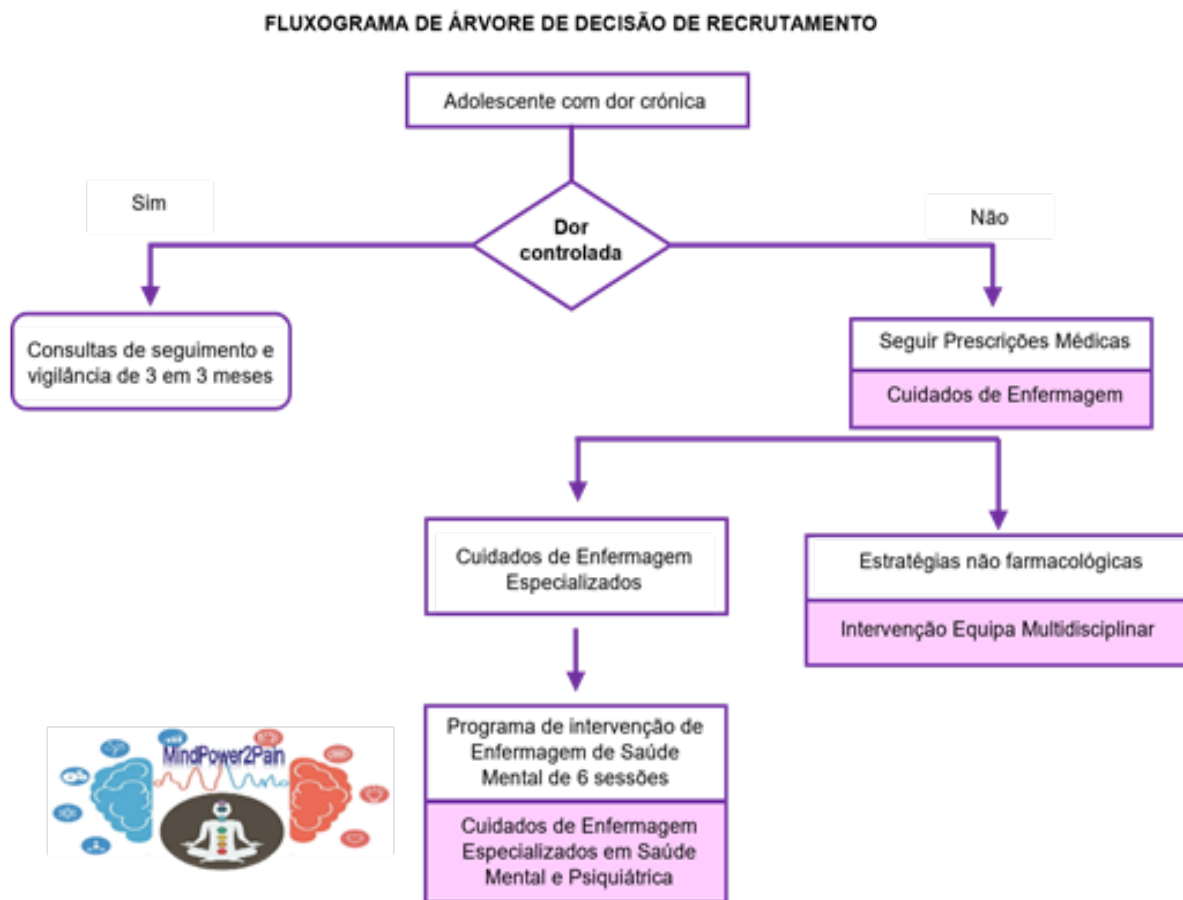 FLUXOGRAMA DE ÁRVORE DE DECISÃO DE RECRUTAMENTO
Adolescente com dor crónica
Sim
Dor
controlada
Não
Consultas de seguimento e
vigilância de 3 em 3 meses
Seguir Prescrições Médicas
Cuidados de Enfermagem
Cuidados de Enfermagem
Especializados
Estratégias não farmacológicas
Intervenção Equipa Multidisciplinar
Programa de intervenção de
Enfermagem de Saúde
Mental de 6 sessões
Cuidados de Enfermagem
Especializados em Saúde
Mental e Psiquiátrica
MindPower2Pain